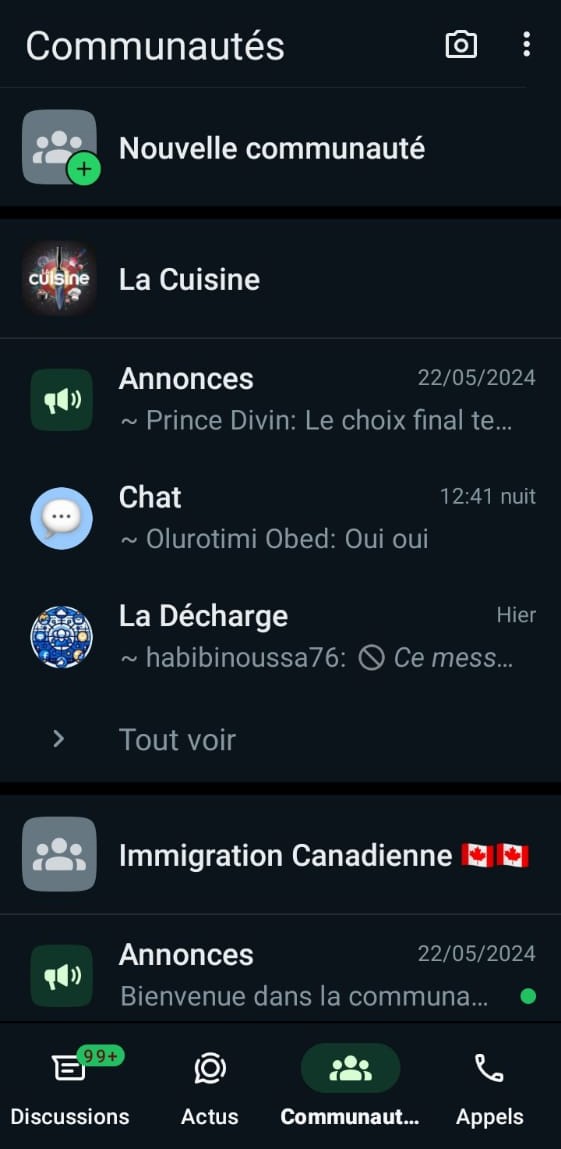 Communautés
Nouvelle communauté
cuisine
La Cuisine
Annonces 22/05/2024
~ Prince Divin: Le choix final te...
Chat 12:41 nuit
~ Olurotimi Obed: Oui oui
La Décharge Hier
~ habibinoussa76: Ce mess...
Tout voir
Immigration Canadienne 🇨🇦🇨🇦
Annonces 22/05/2024
Bienvenue dans la communa...
99+
Discussions Actus Communaut... Appels